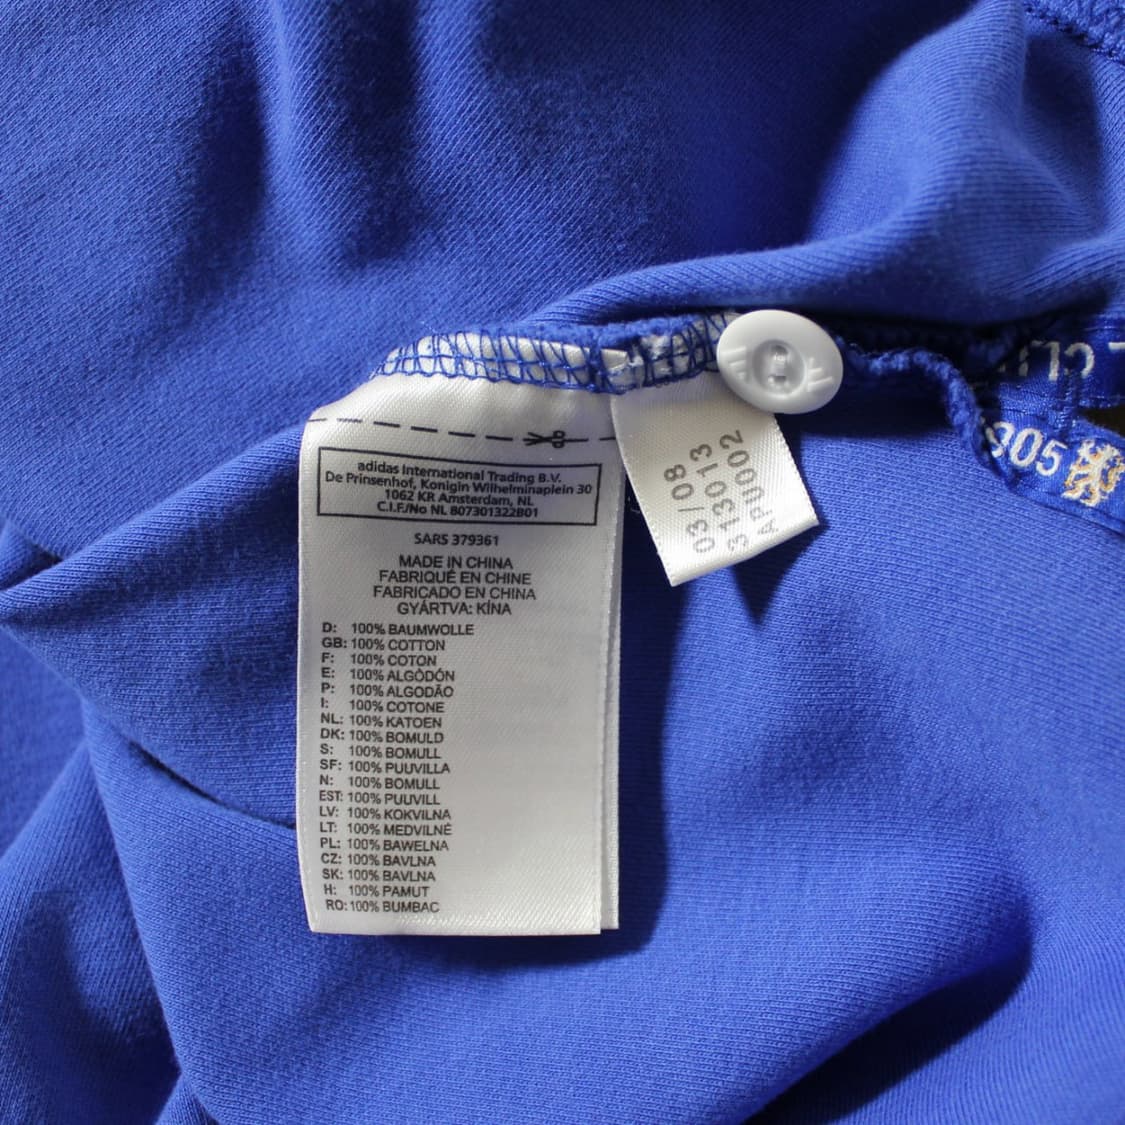 adidas International Trading B.V.
De Prinsenhof, Konigin Wilhelminaplein 30
1062 KR Amsterdam, NL
C.I.F./No NL 807301322B01
SARS 379361
MADE IN CHINA
FABRIQUÉ EN CHINE
FABRICADO EN CHINA
GYÁRTVA: KÍNA
D: 100% BAUMWOLLE
GB: 100% COTTON
F: 100% COTON
E: 100% ALGÒDÓN
P: 100% ALGODÃO
I: 100% COTONE
NL: 100% KATOEN
DK: 100% BOMULD
S: 100% BOMULL
SF: 100% PUUVILLA
N: 100% BOMULL
EST: 100% PUUVILL
LV: 100% KOKVILNA
LT: 100% MEDVILNĖ
PL: 100% BAWELNA
CZ: 100% BAVLNA
SK: 100% BAVLNA
H: 100% PAMUT
RO: 100% BUMBAC
03/08
313013
APU002
905